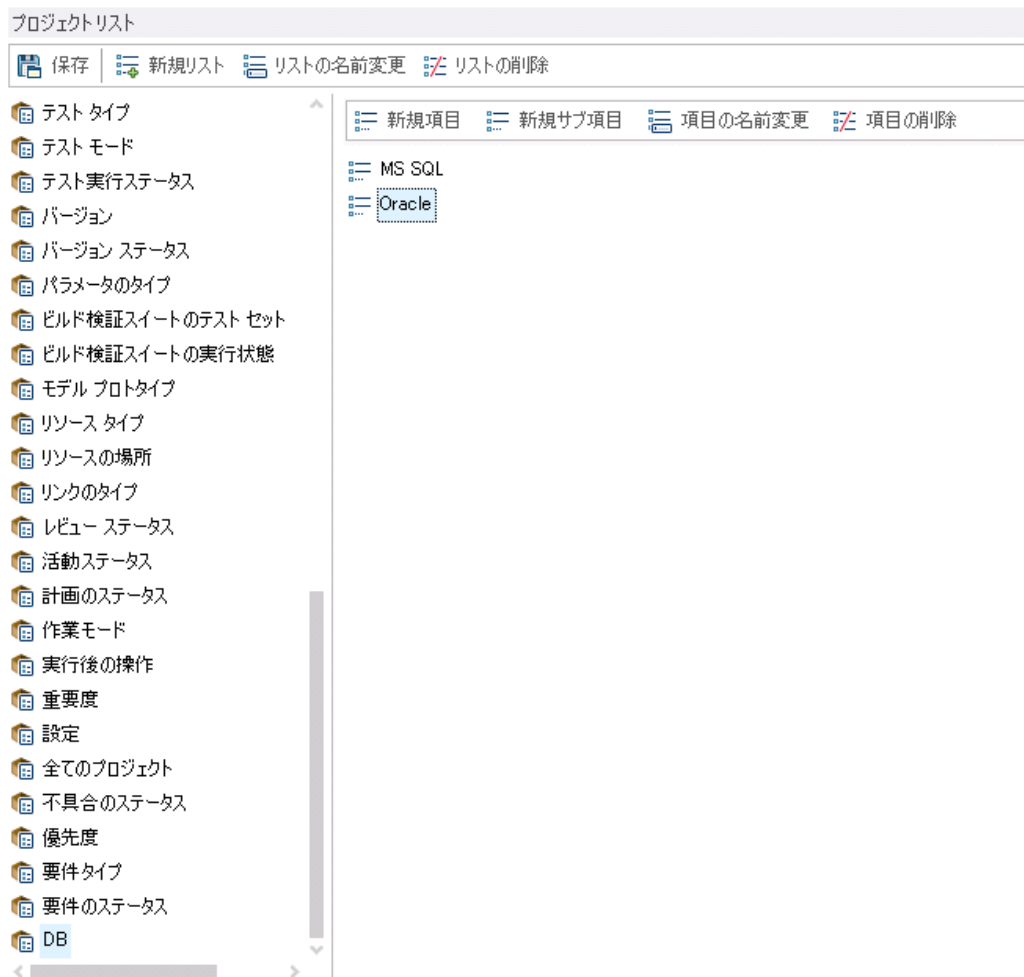 プロジェクトリスト
保存 新規リスト リストの名前変更 リストの削除
テスト タイプ
テスト モード
テスト実行ステータス
バージョン
バージョン ステータス
パラメータのタイプ
ビルド検証スイートのテスト セット
ビルド検証スイートの実行状態
モデル プロトタイプ
リソース タイプ
リソースの場所
リンクのタイプ
レビュー ステータス
活動ステータス
計画のステータス
作業モード
実行後の操作
重要度
設定
全てのプロジェクト
不具合のステータス
優先度
要件タイプ
要件のステータス
DB
新規項目 新規サブ項目 項目の名前変更 項目の削除
MS SQL
Oracle